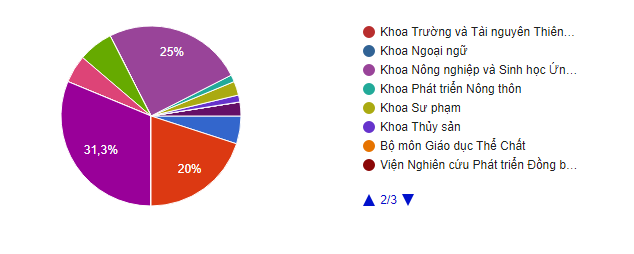 25%
31,3%
20%
Khoa Trường và Tài nguyên Thiên…
Khoa Ngoại ngữ
Khoa Nông nghiệp và Sinh học Ứn…
Khoa Phát triển Nông thôn
Khoa Sư phạm
Khoa Thủy sản
Bộ môn Giáo dục Thể Chất
Viện Nghiên cứu Phát triển Đồng b…
2/3